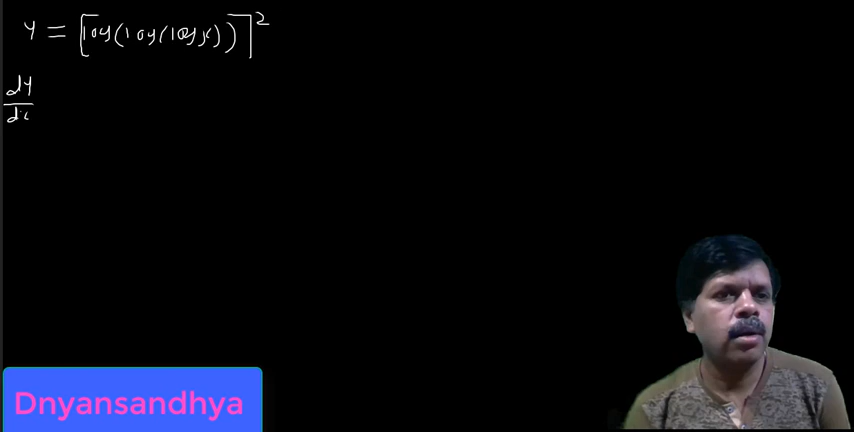 y = [log(log(log x))]²
dy
dx
Dnyansandhya